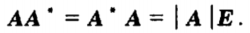 AA* = A*A = |A|E.